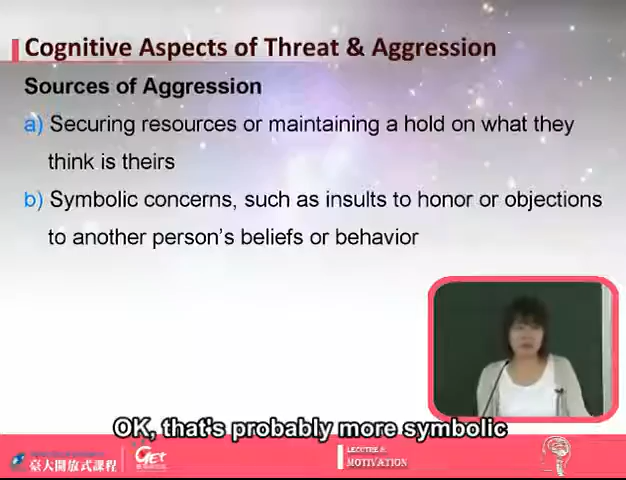 Cognitive Aspects of Threat & Aggression
Sources of Aggression
a) Securing resources or maintaining a hold on what they
think is theirs
b) Symbolic concerns, such as insults to honor or objections
to another person's beliefs or behavior
OK, that's probably more symbolic
臺大開放式課程
GET
MOTIVATION